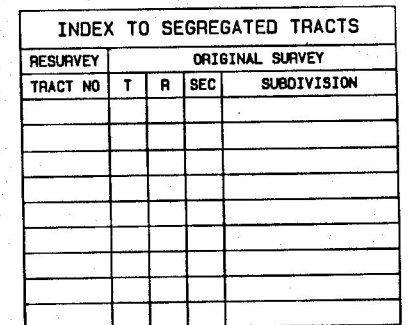 INDEX TO SEGREGATED TRACTS
RESURVEY ORIGINAL SURVEY
TRACT NO T R SEC SUBDIVISION